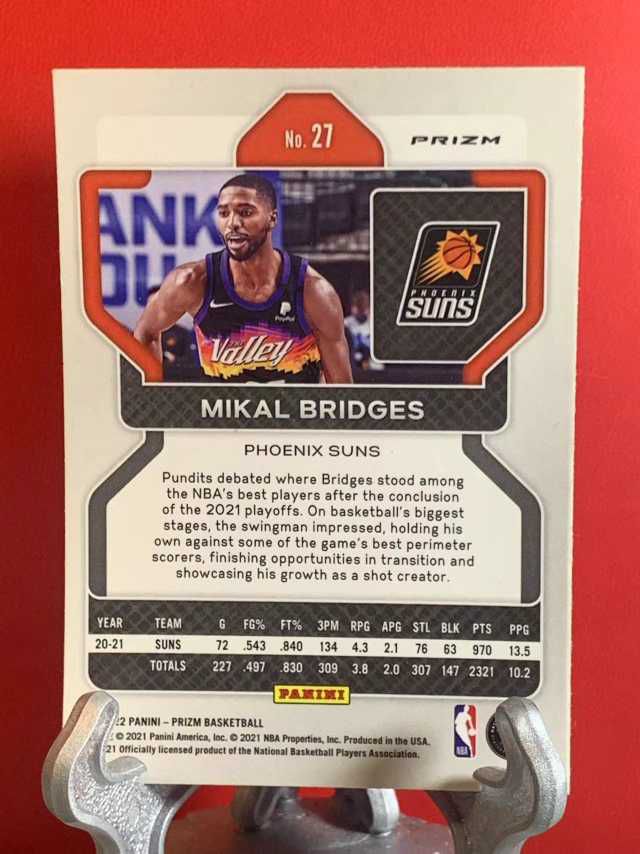 No. 27
PRIZM
ANK
OU
PHOENIX
SUNS
PayPal
THE
Valley
MIKAL BRIDGES
PHOENIX SUNS
Pundits debated where Bridges stood among
the NBA's best players after the conclusion
of the 2021 playoffs. On basketball's biggest
stages, the swingman impressed, holding his
own against some of the game's best perimeter
scorers, finishing opportunities in transition and
showcasing his growth as a shot creator.
YEAR TEAM G FG% FT% 3PM RPG APG STL BLK PTS PPG
20-21 SUNS 72 .543 .840 134 4.3 2.1 76 63 970 13.5
TOTALS 227 .497 .830 309 3.8 2.0 307 147 2321 10.2
PANINI
22 PANINI – PRIZM BASKETBALL
© 2021 Panini America, Inc. © 2021 NBA Properties, Inc. Produced in the USA.
21 Officially licensed product of the National Basketball Players Association.
NBA